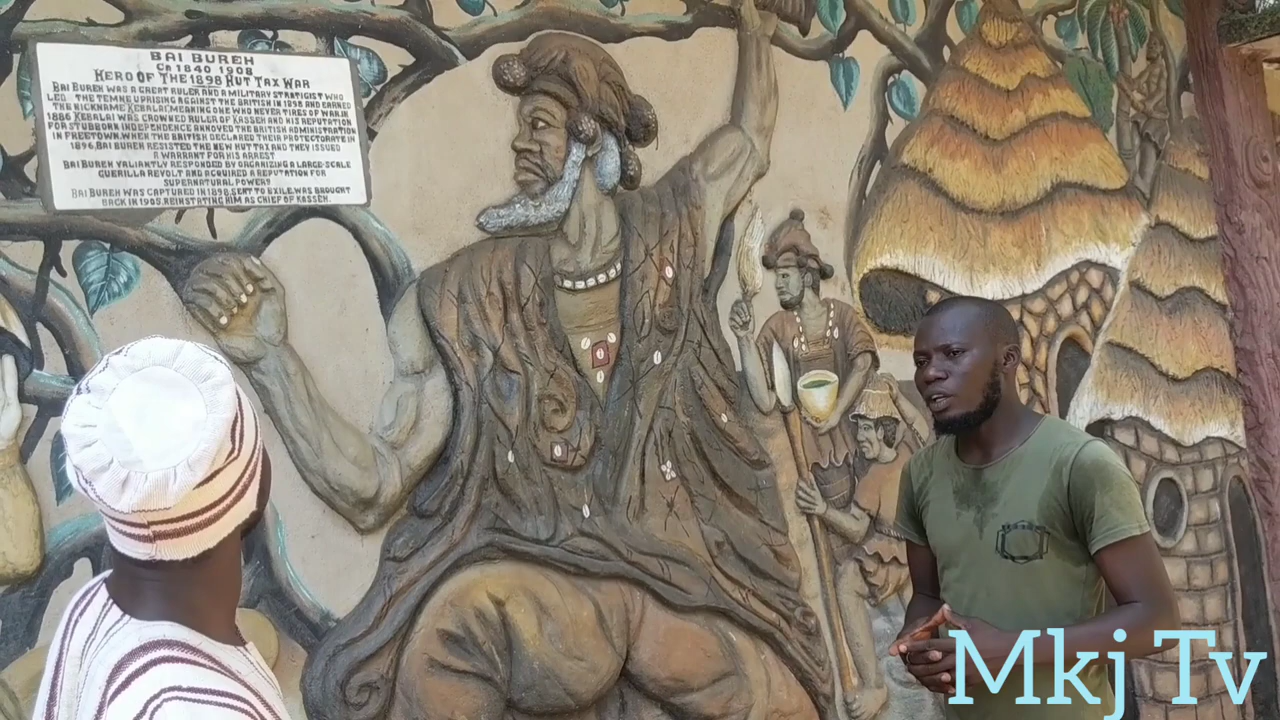 BAI BUREH
CA 1840 1908
HERO OF THE 1898 HUT TAX WAR
BAI BUREH WAS A GREAT RULER AND A MILITARY STRATIGIST WHO
LED THE TEMNE UPRISING AGAINST THE BRITISH IN 1898 AND EARNED
THE NICKNAME KEBALAI, MEANING ONE WHO NEVER TIRES OF WAR. IN
1886 KEBALAI WAS CROWNED RULER OF KASSEH AND HIS REPUTATION
FOR STUBBORN INDEPENDENCE ANNOYED THE BRITISH ADMINISTRATION
IN FREETOWN. WHEN THE BRITISH DECLARED THEIR PROTECTORATE IN
1896, BAI BUREH RESISTED THE NEW HUT TAX AND THEY ISSUED
A WARRANT FOR HIS ARREST
BAI BUREH VALIANTLY RESPONDED BY ORGANIZING A LARGE-SCALE
GUERILLA REVOLT AND ACQUIRED A REPUTATION FOR
SUPERNATURAL POWERS
BAI BUREH WAS CAPTURED IN 1898, SENT TO EXILE, WAS BROUGHT
BACK IN 1905, REINSTATING HIM AS CHIEF OF KASSEH.
Mkj Tv